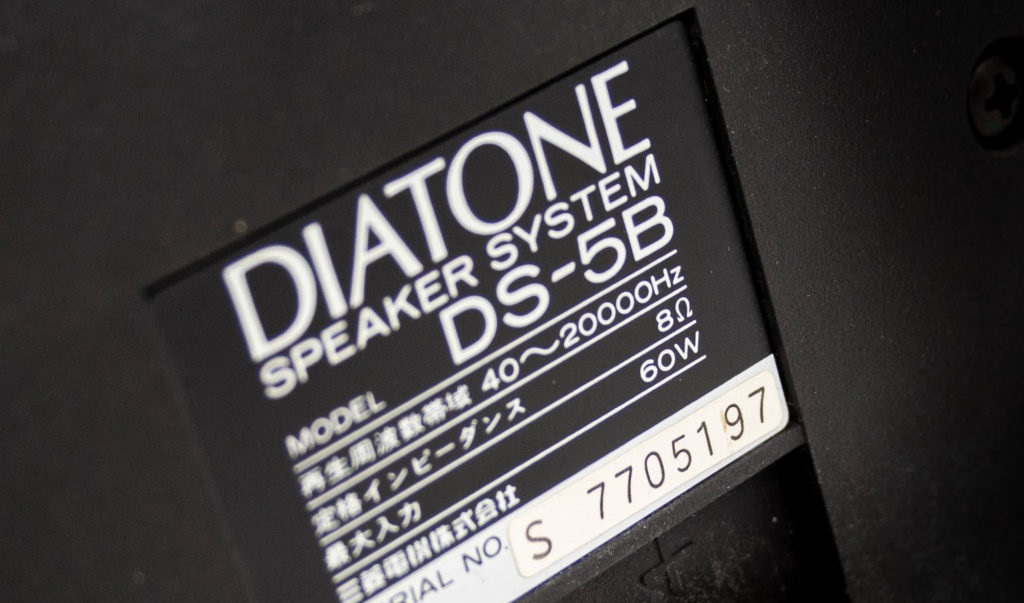 DIATONE
SPEAKER SYSTEM
MODEL DS-5B
再生周波数帯域 40～20000Hz
定格インピーダンス 8Ω
最大入力 60W
三菱電機株式会社
RIAL NO. S 7705197